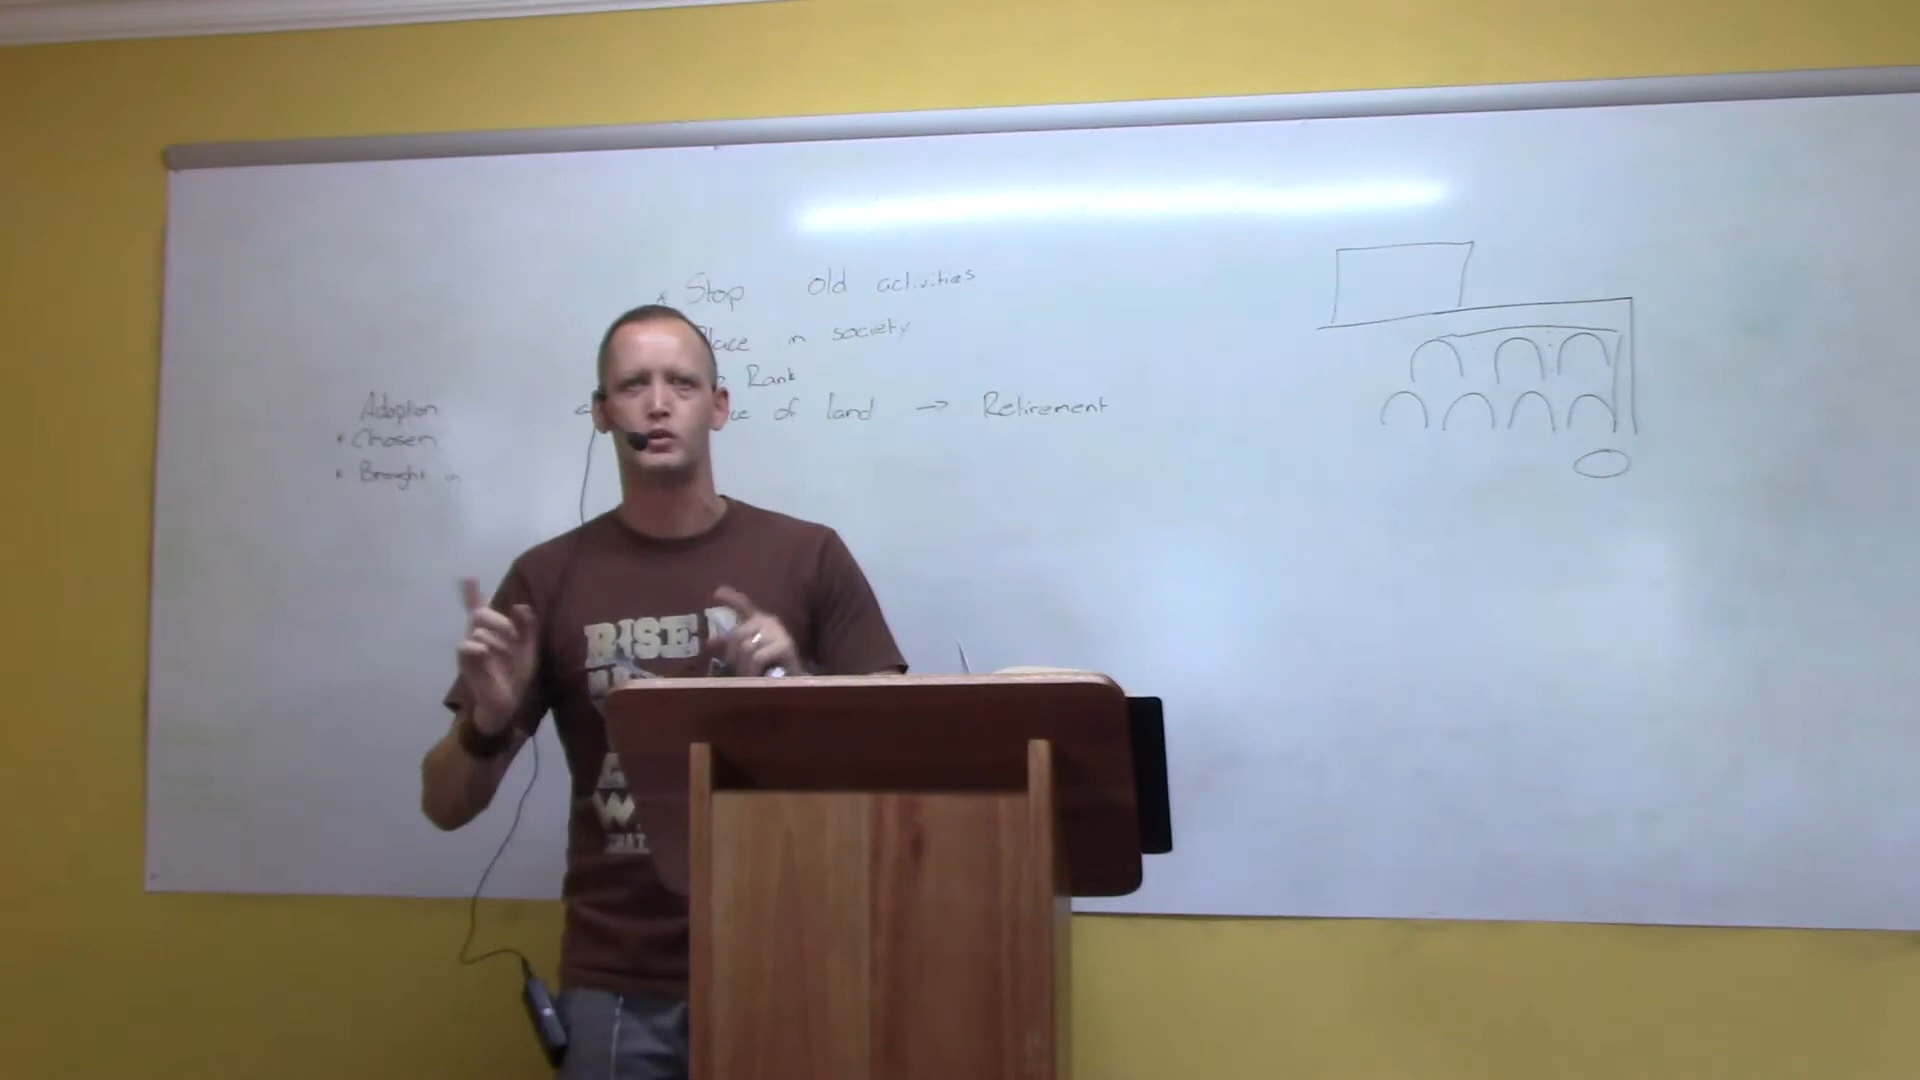 Stop old activities
Place in society
Rank
of land → Retirement
Adoption
* Chosen
* Brought in
RISE